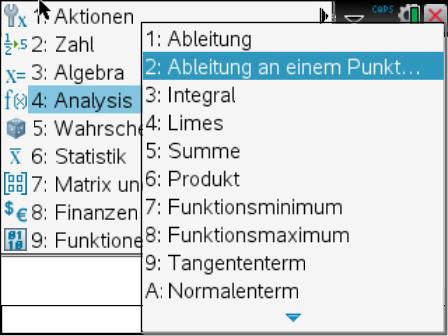 1: Aktionen
2: Zahl
3: Algebra
4: Analysis
5: Wahrsche
6: Statistik
7: Matrix un
8: Finanzen
9: Funktione
CAPS
1: Ableitung
2: Ableitung an einem Punkt...
3: Integral
4: Limes
5: Summe
6: Produkt
7: Funktionsminimum
8: Funktionsmaximum
9: Tangententerm
A: Normalenterm